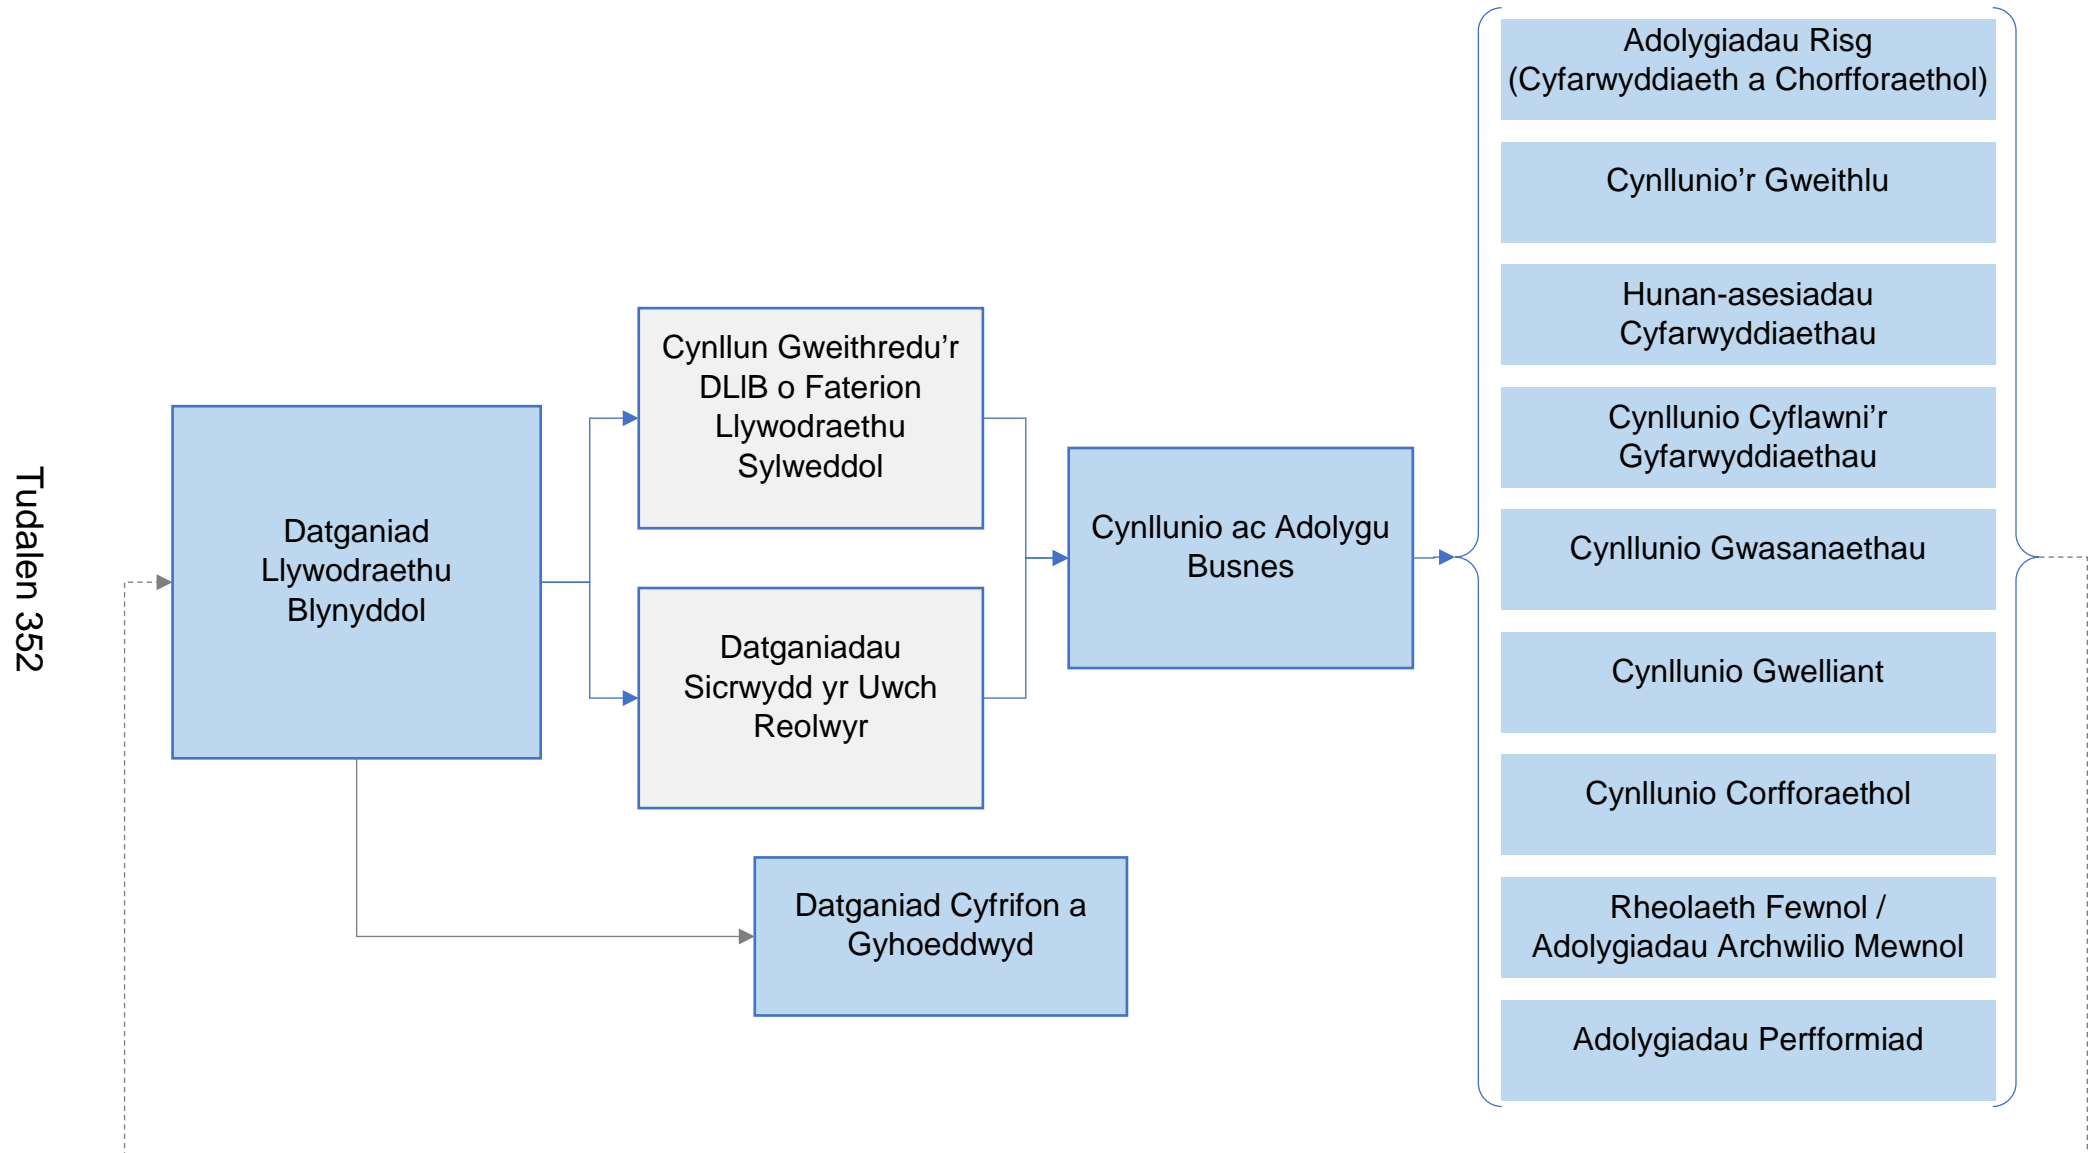 Tudalen 352
Datganiad
Llywodraethu
Blynyddol
Cynllun Gweithredu’r
DLlB o Faterion
Llywodraethu
Sylweddol
Datganiadau
Sicrwydd yr Uwch
Reolwyr
Datganiad Cyfrifon a
Gyhoeddwyd
Cynllunio ac Adolygu
Busnes
Adolygiadau Risg
(Cyfarwyddiaeth a Chorfforaethol)
Cynllunio’r Gweithlu
Hunan-asesiadau
Cyfarwyddiaethau
Cynllunio Cyflawni’r
Gyfarwyddiaethau
Cynllunio Gwasanaethau
Cynllunio Gwelliant
Cynllunio Corfforaethol
Rheolaeth Fewnol /
Adolygiadau Archwilio Mewnol
Adolygiadau Perfformiad